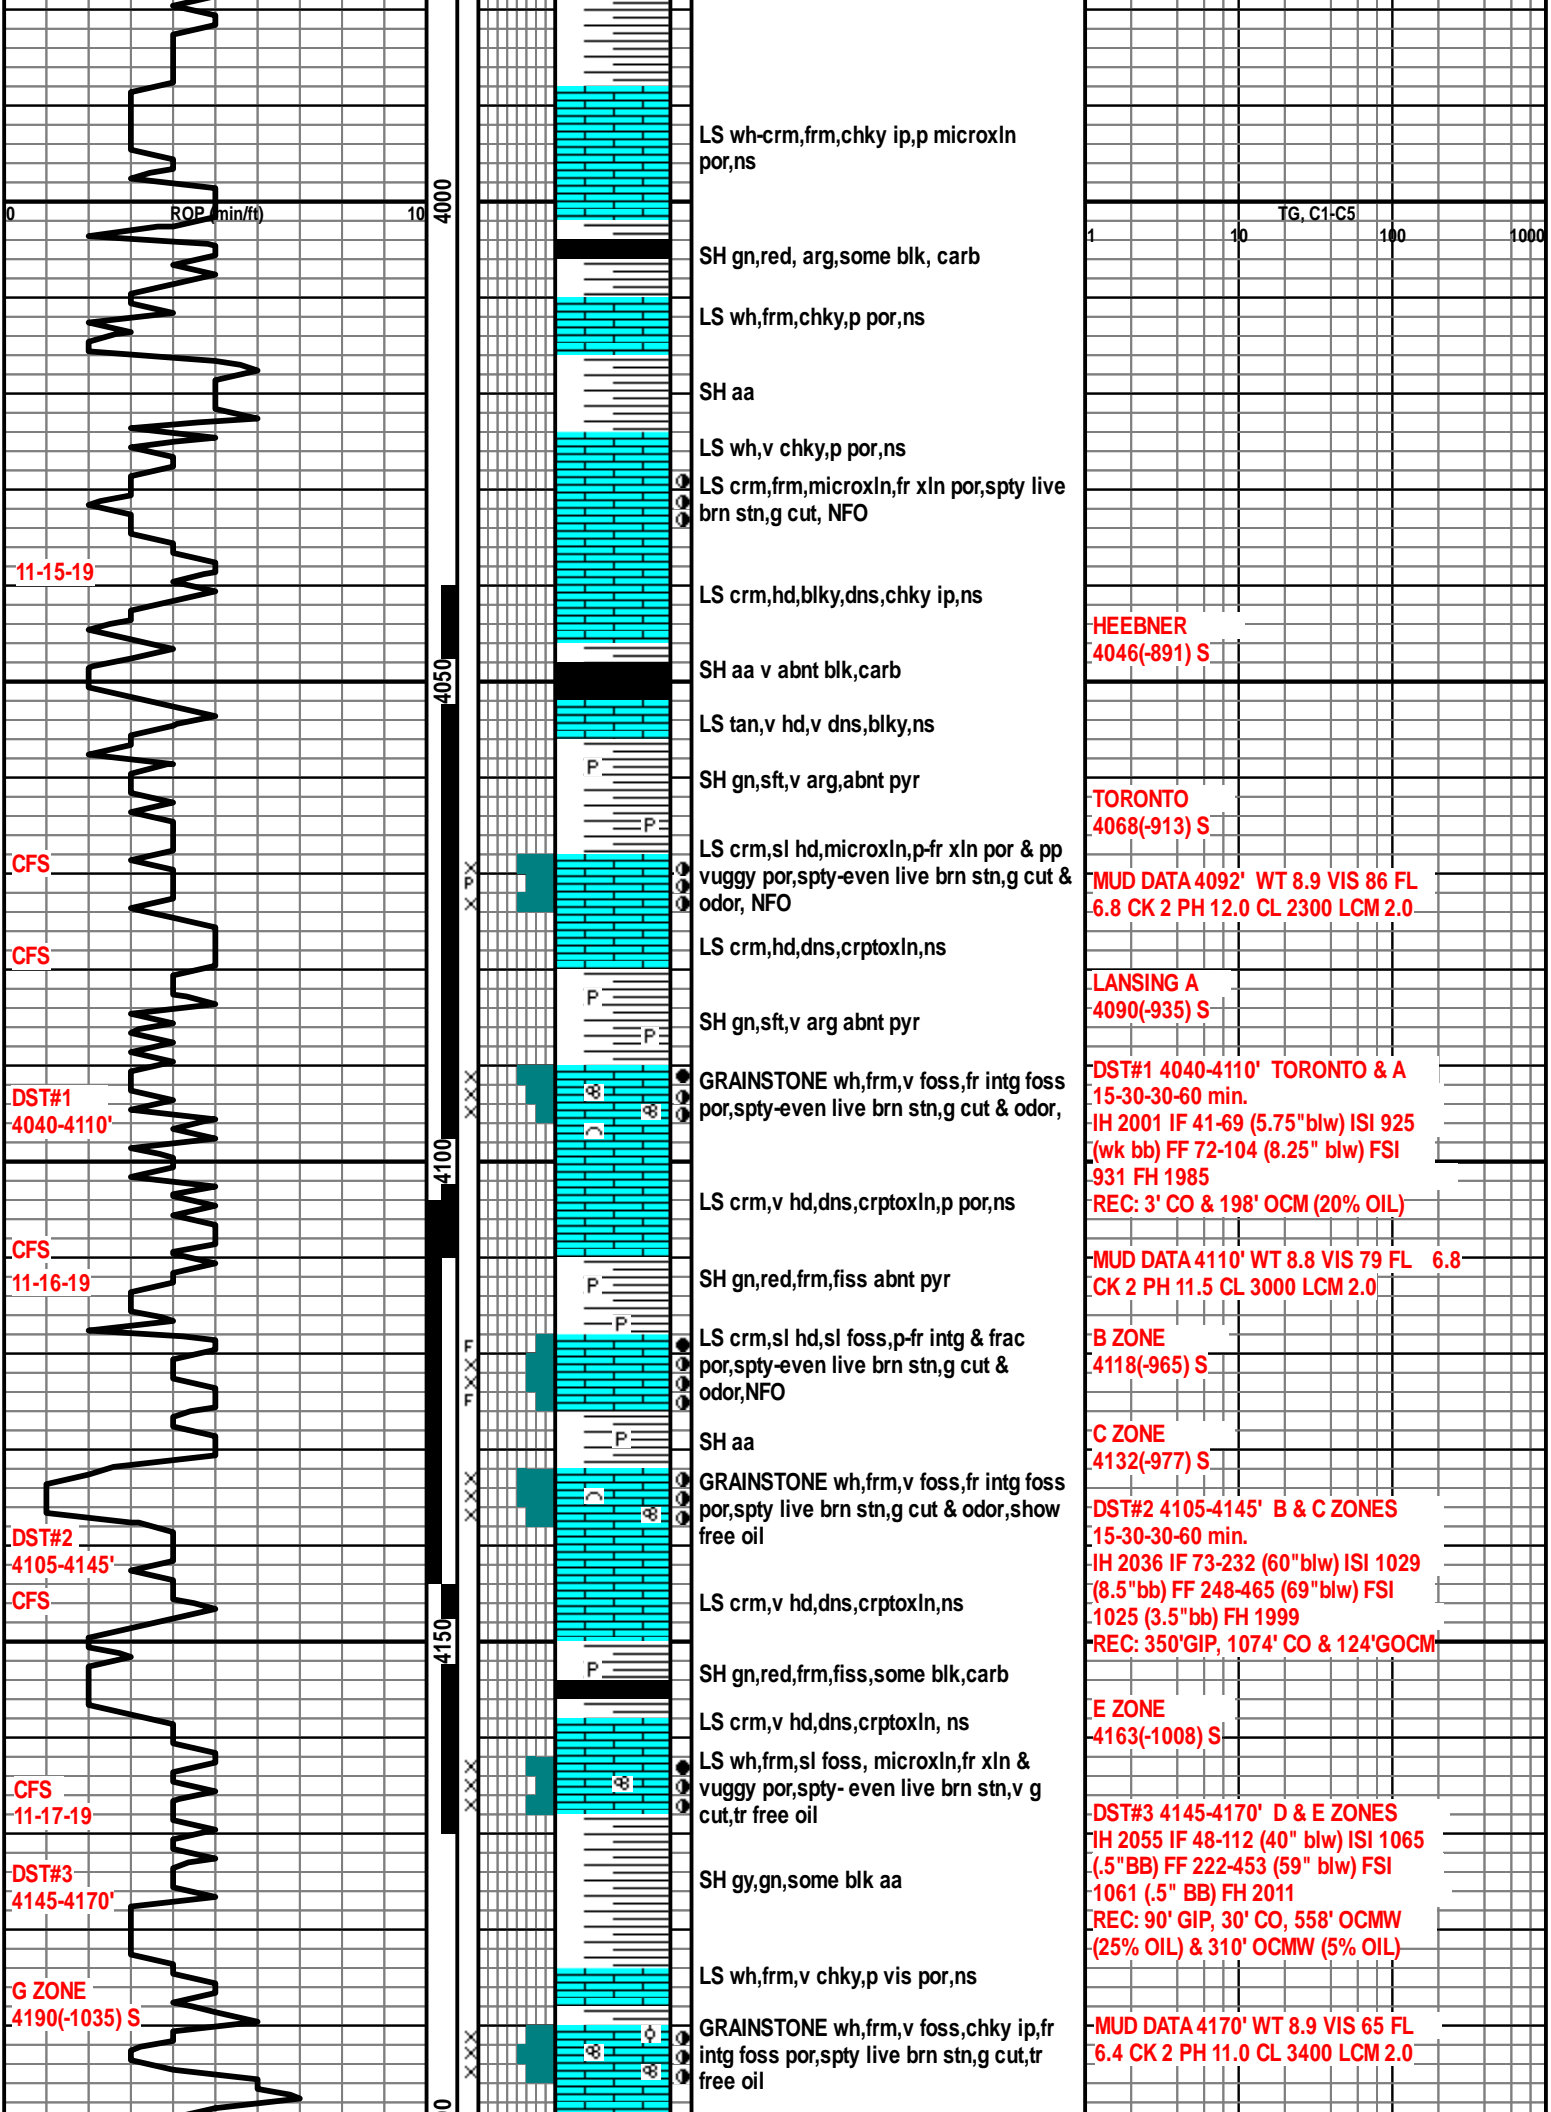 LS wh-crm,frm,chky ip,p microxln
por,ns
0 ROP (min/ft) 10
4000
TG, C1-C5
1 10 100 1000
SH gn,red, arg,some blk, carb
LS wh,frm,chky,p por,ns
SH aa
LS wh,v chky,p por,ns
LS crm,frm,microxln,fr xln por,spty live
brn stn,g cut, NFO
11-15-19
LS crm,hd,blky,dns,chky ip,ns
HEEBNER
4046(-891) S
4050
SH aa v abnt blk,carb
LS tan,v hd,v dns,blky,ns
P
SH gn,sft,v arg,abnt pyr
P
TORONTO
4068(-913) S
CFS
P
LS crm,sl hd,microxln,p-fr xln por & pp
vuggy por,spty-even live brn stn,g cut &
odor, NFO
MUD DATA 4092' WT 8.9 VIS 86 FL
6.8 CK 2 PH 12.0 CL 2300 LCM 2.0
CFS
LS crm,hd,dns,crptoxln,ns
LANSING A
4090(-935) S
P
SH gn,sft,v arg abnt pyr
P
DST#1
4040-4110'
GRAINSTONE wh,frm,v foss,fr intg foss
por,spty-even live brn stn,g cut & odor,
DST#1 4040-4110' TORONTO & A
15-30-30-60 min.
IH 2001 IF 41-69 (5.75"blw) ISI 925
(wk bb) FF 72-104 (8.25" blw) FSI
931 FH 1985
REC: 3' CO & 198' OCM (20% OIL)
4100
LS crm,v hd,dns,crptoxln,p por,ns
CFS
11-16-19
P
SH gn,red,frm,fiss abnt pyr
P
MUD DATA 4110' WT 8.8 VIS 79 FL 6.8
CK 2 PH 11.5 CL 3000 LCM 2.0
F
F
LS crm,sl hd,sl foss,p-fr intg & frac
por,spty-even live brn stn,g cut &
odor,NFO
B ZONE
4118(-965) S
P
SH aa
C ZONE
4132(-977) S
GRAINSTONE wh,frm,v foss,fr intg foss
por,spty live brn stn,g cut & odor,show
free oil
DST#2
4105-4145'
CFS
DST#2 4105-4145' B & C ZONES
15-30-30-60 min.
IH 2036 IF 73-232 (60"blw) ISI 1029
(8.5"bb) FF 248-465 (69"blw) FSI
1025 (3.5"bb) FH 1999
REC: 350'GIP, 1074' CO & 124'GOCM
LS crm,v hd,dns,crptoxln,ns
4150
P
SH gn,red,frm,fiss,some blk,carb
LS crm,v hd,dns,crptoxln, ns
E ZONE
4163(-1008) S
CFS
11-17-19
LS wh,frm,sl foss, microxln,fr xln &
vuggy por,spty- even live brn stn,v g
cut,tr free oil
DST#3
4145-4170'
SH gy,gn,some blk aa
DST#3 4145-4170' D & E ZONES
IH 2055 IF 48-112 (40" blw) ISI 1065
(.5"BB) FF 222-453 (59" blw) FSI
1061 (.5" BB) FH 2011
REC: 90' GIP, 30' CO, 558' OCMW
(25% OIL) & 310' OCMW (5% OIL)
G ZONE
4190(-1035) S
LS wh,frm,v chky,p vis por,ns
GRAINSTONE wh,frm,v foss,chky ip,fr
intg foss por,spty live brn stn,g cut,tr
free oil
MUD DATA 4170' WT 8.9 VIS 65 FL
6.4 CK 2 PH 11.0 CL 3400 LCM 2.0